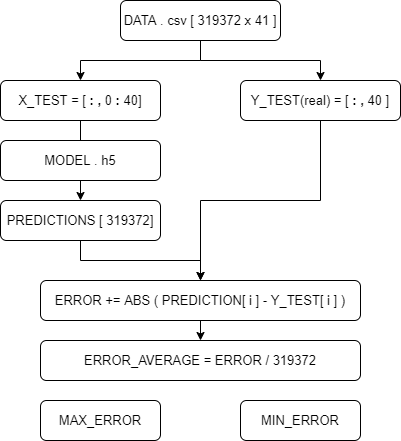 DATA . csv [ 319372 x 41 ]
X_TEST = [ : , 0 : 40]
Y_TEST(real) = [ : , 40 ]
MODEL . h5
PREDICTIONS [ 319372]
ERROR += ABS ( PREDICTION[ i ] - Y_TEST[ i ] )
ERROR_AVERAGE = ERROR / 319372
MAX_ERROR
MIN_ERROR